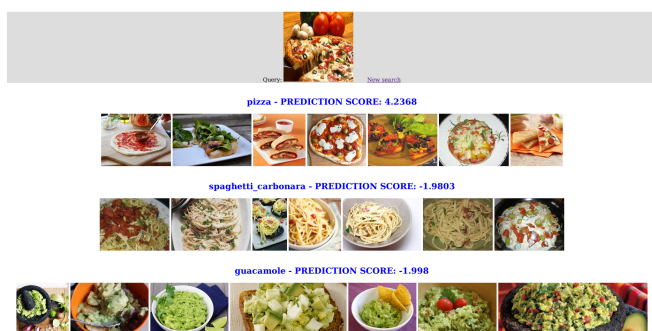 Query: New search
pizza - PREDICTION SCORE: 4.2368
spaghetti_carbonara - PREDICTION SCORE: -1.9803
guacamole - PREDICTION SCORE: -1.998